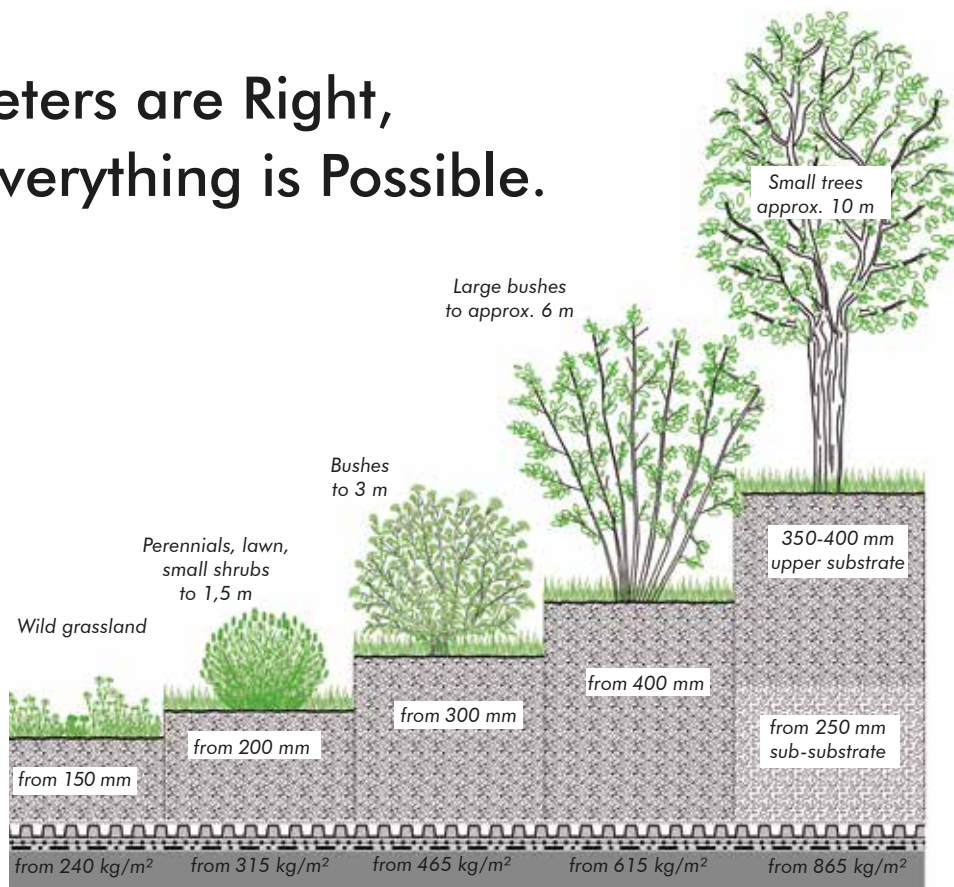 eters are Right,
verything is Possible.
Small trees
approx. 10 m
Large bushes
to approx. 6 m
Bushes
to 3 m
Perennials, lawn,
small shrubs
to 1,5 m
Wild grassland
350-400 mm
upper substrate
from 400 mm
from 300 mm
from 250 mm
sub-substrate
from 200 mm
from 150 mm
from 240 kg/m²
from 315 kg/m²
from 465 kg/m²
from 615 kg/m²
from 865 kg/m²